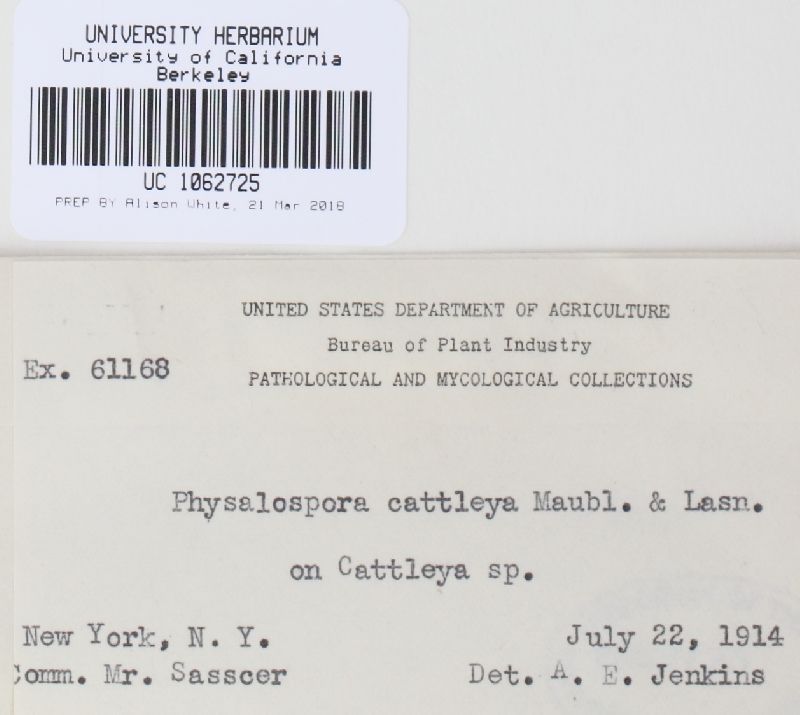 UNIVERSITY HERBARIUM
University of California
Berkeley
UC 1062725
PREP BY Alison White, 21 Mar 2018
UNITED STATES DEPARTMENT OF AGRICULTURE
Bureau of Plant Industry
Ex. 61168
PATHOLOGICAL AND MYCOLOGICAL COLLECTIONS
Physalospora cattleya Maubl. & Lasn.
on Cattleya sp.
New York, N. Y. July 22, 1914
Comm. Mr. Sasscer Det. A. E. Jenkins